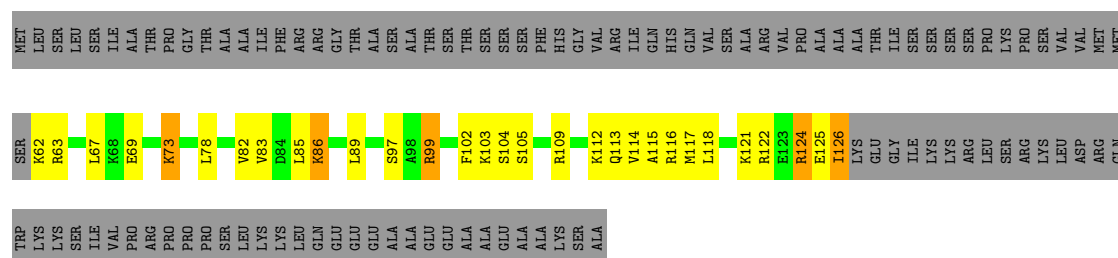 MET LEU SER LEU SER ILE ALA THR PRO GLY THR ALA ALA ILE PHE ARG ARG GLY THR ALA SER ALA THR SER THR SER SER SER PHE HIS GLY VAL ARG ILE GLN HIS GLN VAL SER ALA ARG VAL PRO ALA ALA ALA THR ILE SER SER SER SER PRO LYS PRO SER VAL VAL MET MET
SER K62 R63 L67 K68 E69 K73 L78 V82 V83 D84 L85 K86 L89 S97 A98 R99 F102 K103 S104 S105 R109 K112 Q113 V114 A115 R116 M117 L118 K121 R122 E123 R124 E125 I126 LYS GLU GLY ILE LYS LYS ARG LEU SER ARG LYS LEU ASP ARG GLN
TRP LYS LYS SER ILE VAL PRO ARG PRO PRO PRO SER LEU LYS LYS LEU GLN GLU GLU GLU ALA ALA GLU GLU ALA ALA GLU ALA ALA LYS SER ALA